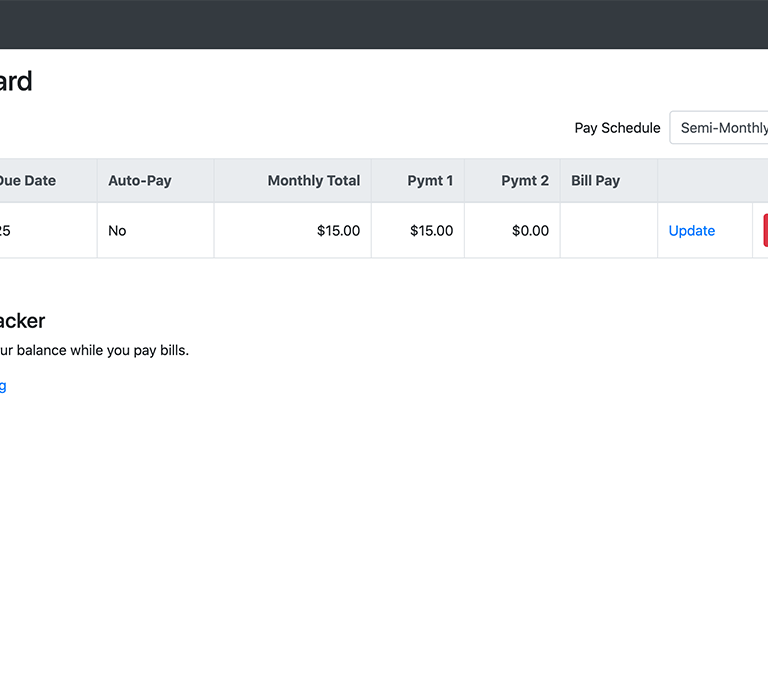 ard
Pay Schedule Semi-Monthly
Due Date Auto-Pay Monthly Total Pymt 1 Pymt 2 Bill Pay
25 No $15.00 $15.00 $0.00 Update
acker
ur balance while you pay bills.
g